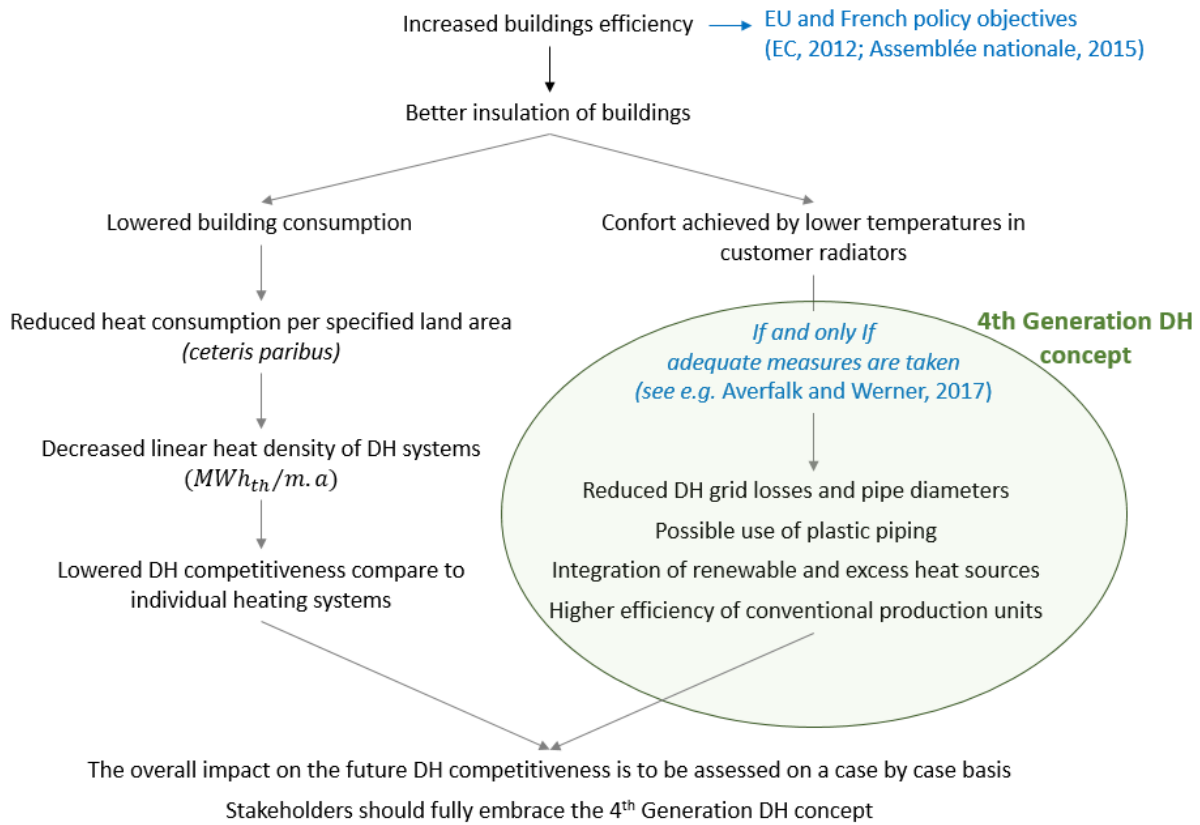 Increased buildings efficiency
EU and French policy objectives
(EC, 2012; Assemblée nationale, 2015)
Better insulation of buildings
Lowered building consumption
Reduced heat consumption per specified land area
(ceteris paribus)
Decreased linear heat density of DH systems
(MWh_th/m.a)
Lowered DH competitiveness compare to
individual heating systems
Confort achieved by lower temperatures in
customer radiators
4th Generation DH
concept
If and only If
adequate measures are taken
(see e.g. Averfalk and Werner, 2017)
Reduced DH grid losses and pipe diameters
Possible use of plastic piping
Integration of renewable and excess heat sources
Higher efficiency of conventional production units
The overall impact on the future DH competitiveness is to be assessed on a case by case basis
Stakeholders should fully embrace the 4th Generation DH concept